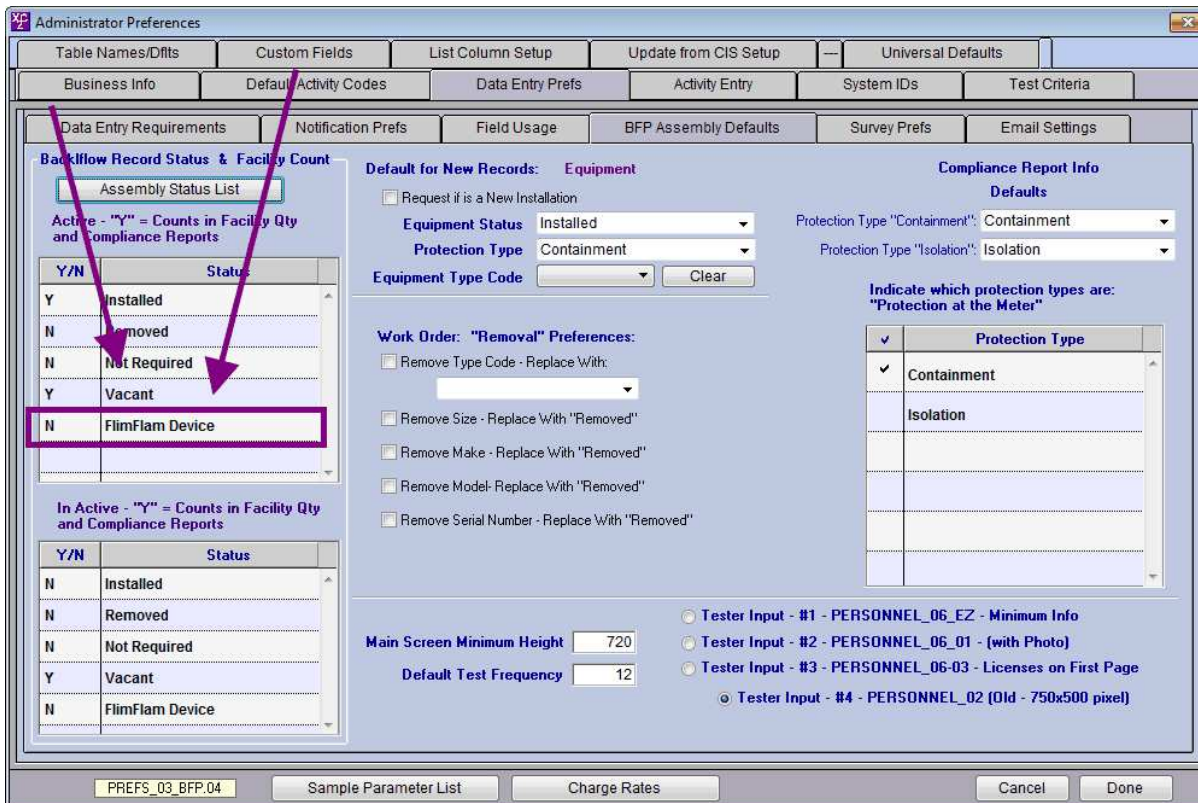 XP2 Administrator Preferences
Table Names/Dflts Custom Fields List Column Setup Update from CIS Setup --- Universal Defaults
Business Info Default Activity Codes Data Entry Prefs Activity Entry System IDs Test Criteria
Data Entry Requirements Notification Prefs Field Usage BFP Assembly Defaults Survey Prefs Email Settings
Backlflow Record Status & Facility Count
Assembly Status List
Active - "Y" = Counts in Facility Qty
and Compliance Reports
Y/N Status
Y Installed
N Removed
N Not Required
Y Vacant
N FlimFlam Device
In Active - "Y" = Counts in Facility Qty
and Compliance Reports
Y/N Status
N Installed
N Removed
N Not Required
Y Vacant
N FlimFlam Device
Default for New Records: Equipment
Request if is a New Installation
Equipment Status Installed
Protection Type Containment
Equipment Type Code Clear
Work Order: "Removal" Preferences:
Remove Type Code - Replace With:
Remove Size - Replace With "Removed"
Remove Make - Replace With "Removed"
Remove Model- Replace With "Removed"
Remove Serial Number - Replace With "Removed"
Compliance Report Info
Defaults
Protection Type "Containment": Containment
Protection Type "Isolation": Isolation
Indicate which protection types are:
"Protection at the Meter"
Protection Type
Containment
Isolation
Main Screen Minimum Height 720
Default Test Frequency 12
Tester Input - #1 - PERSONNEL_06_EZ - Minimum Info
Tester Input - #2 - PERSONNEL_06_01 - (with Photo)
Tester Input - #3 - PERSONNEL_06-03 - Licenses on First Page
Tester Input - #4 - PERSONNEL_02 (Old - 750x500 pixel)
PREFS_03_BFP.04 Sample Parameter List Charge Rates Cancel Done